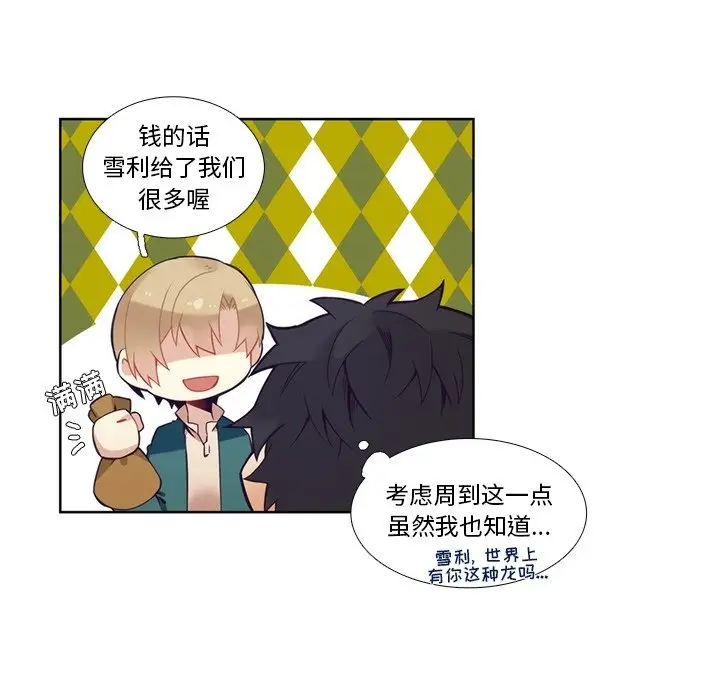 钱的话
雪利给了我们
很多喔
满满
考虑周到这一点
虽然我也知道...
雪利, 世界上
有你这种龙吗...